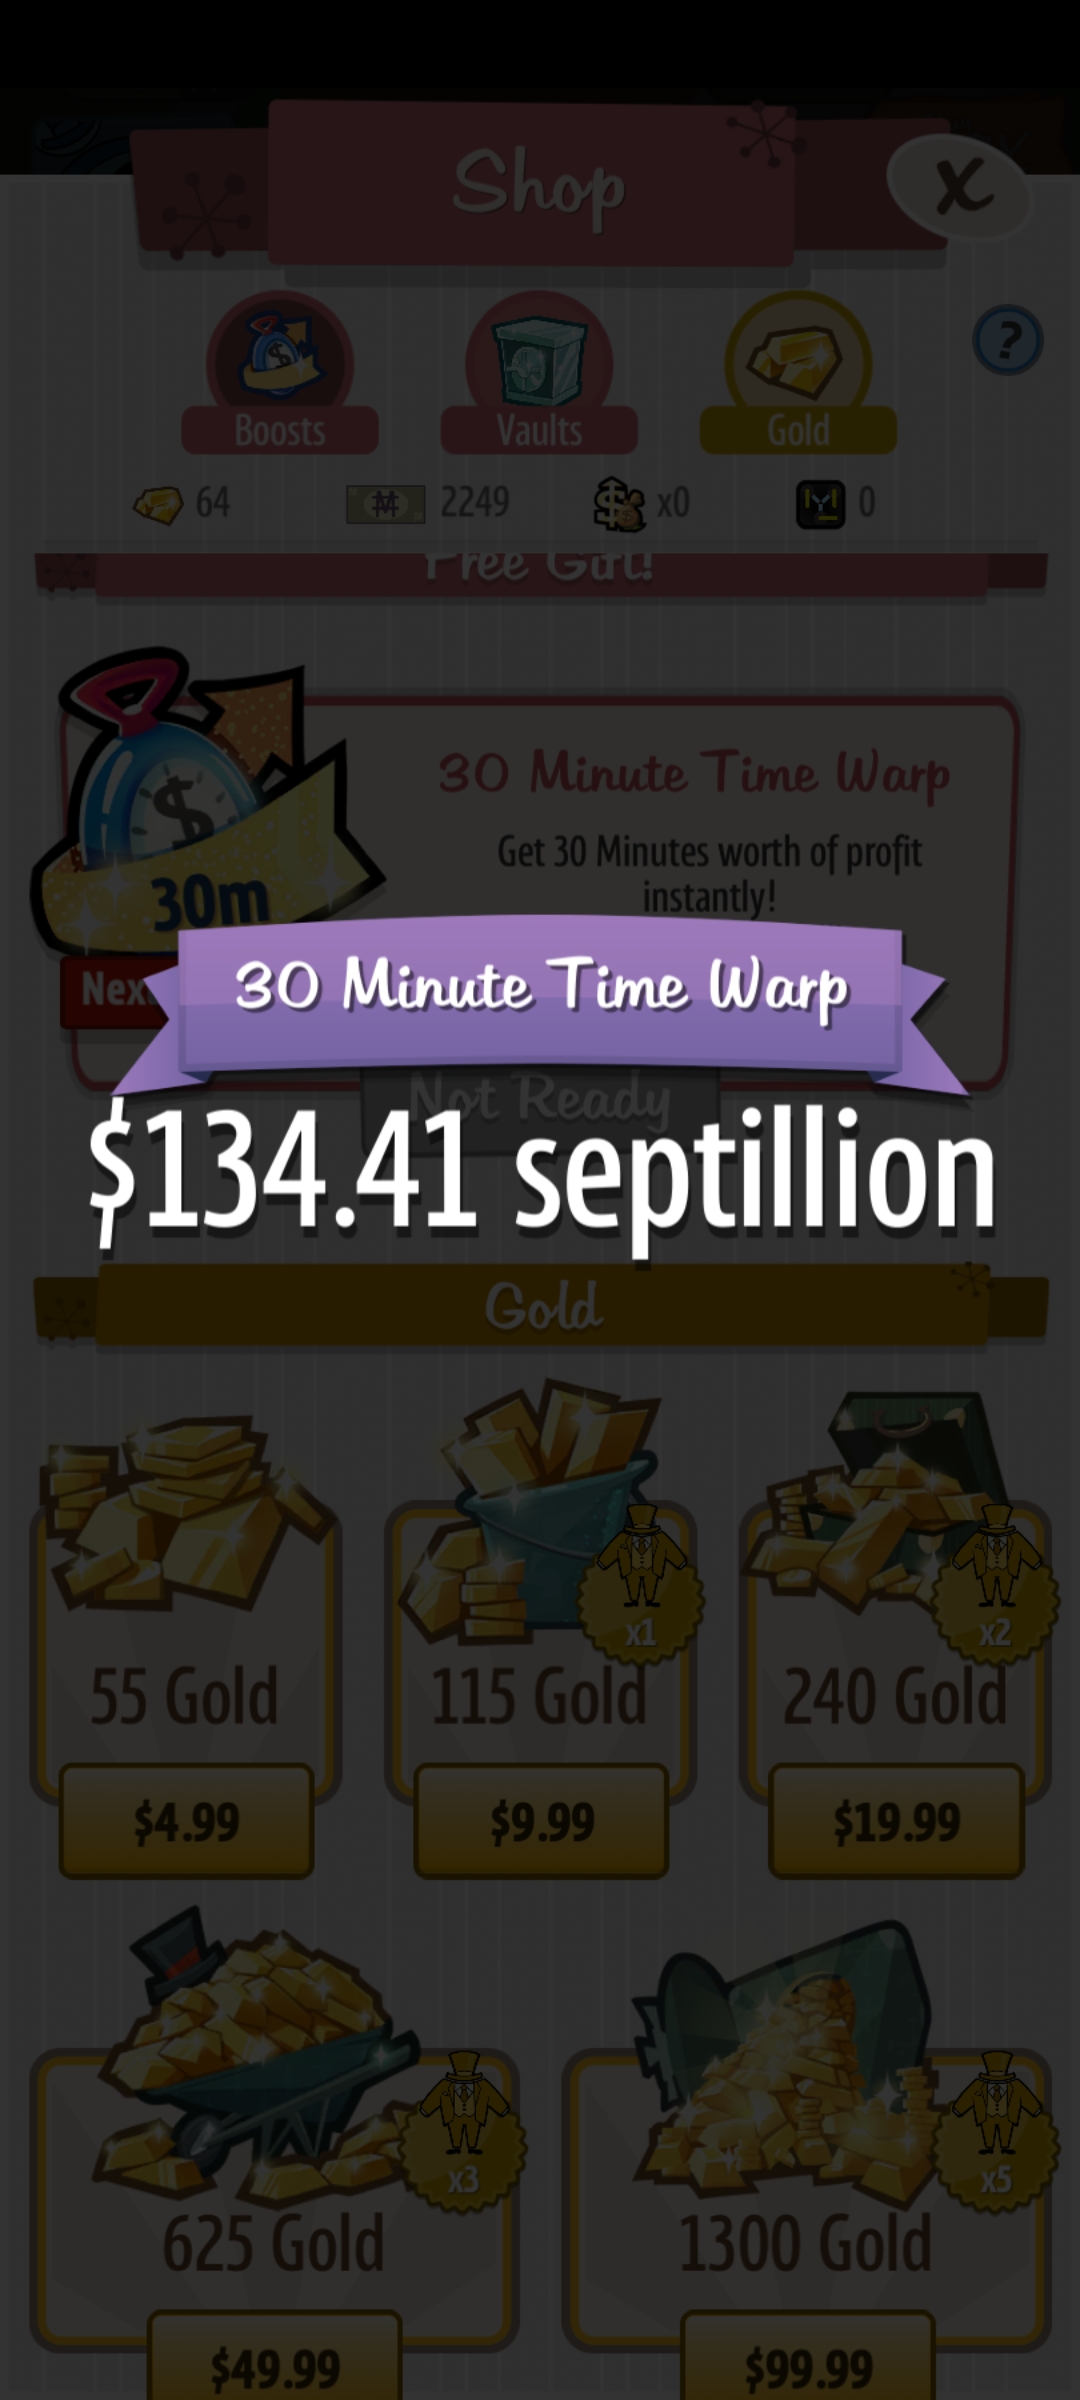 Shop
X
?
Boosts
Vaults
Gold
64
2249
x0
0
Free Gift!
30 Minute Time Warp
Get 30 Minutes worth of profit
instantly!
$
30m
30 Minute Time Warp
Not Ready
$134.41 septillion
Gold
x1
x2
55 Gold
115 Gold
240 Gold
$4.99
$9.99
$19.99
x3
x5
625 Gold
1300 Gold
$49.99
$99.99